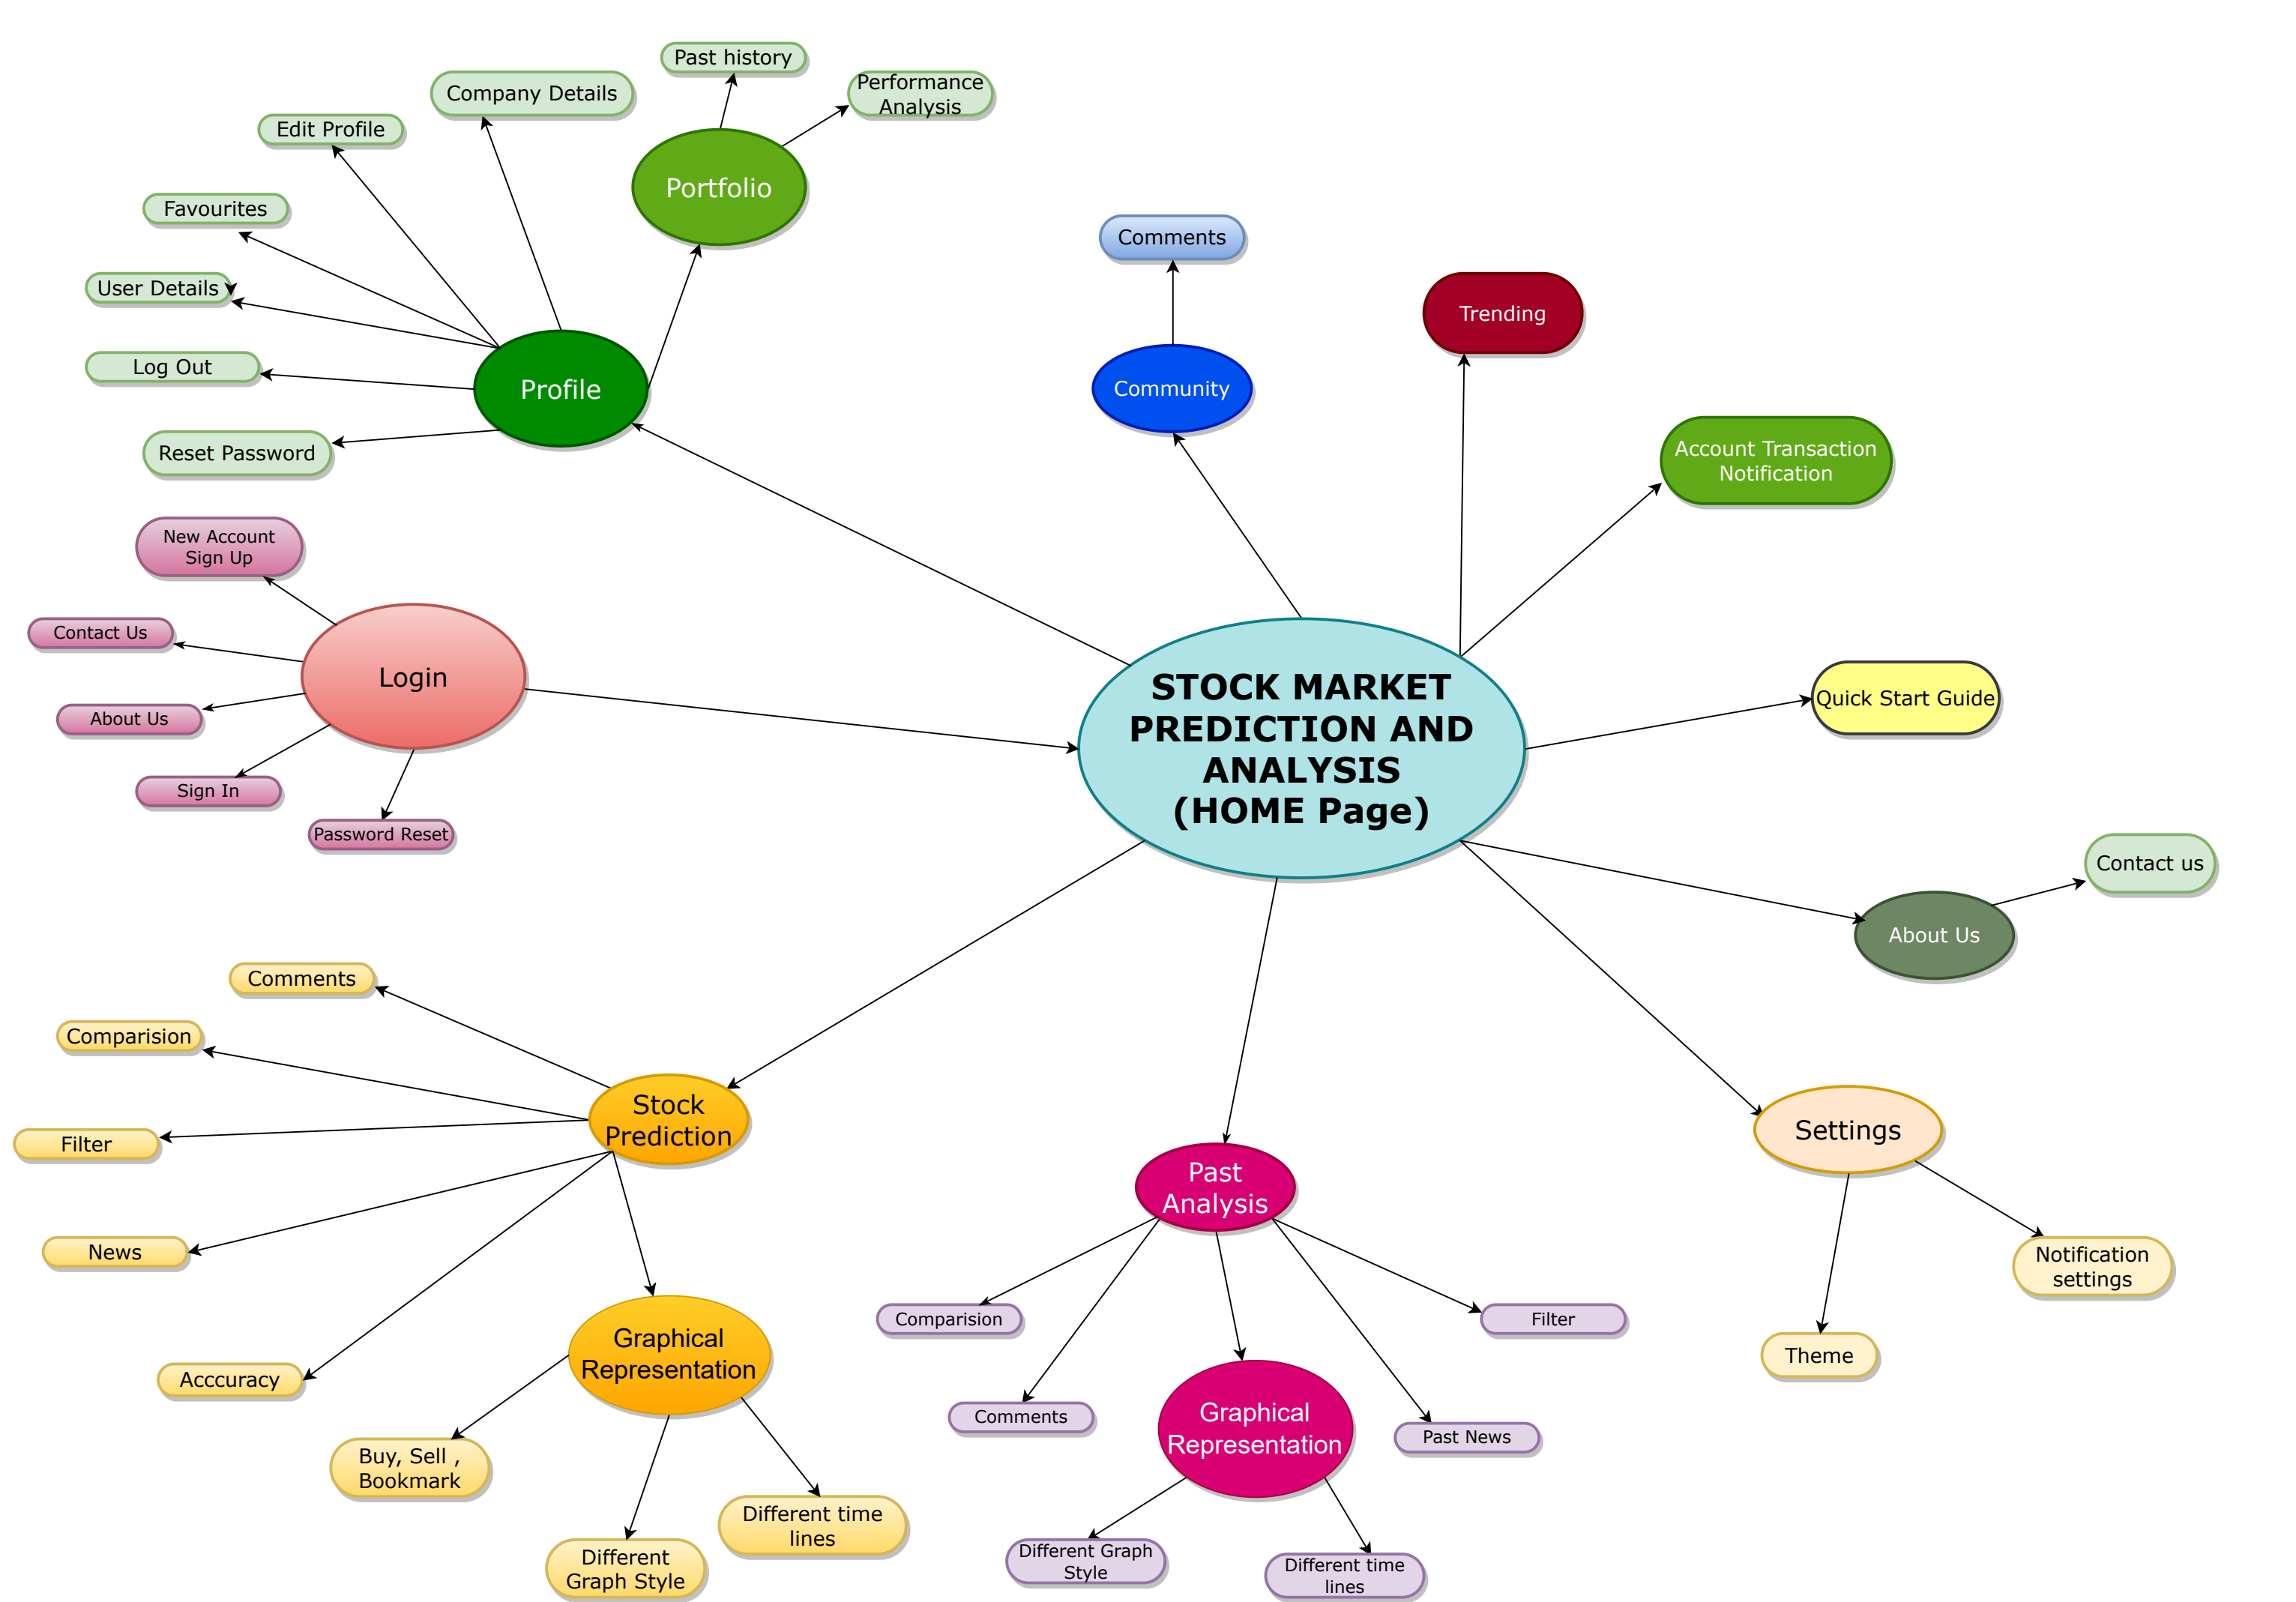 Past history
Performance
Analysis
Company Details
Edit Profile
Portfolio
Favourites
Comments
User Details
Trending
Log Out
Profile
Community
Reset Password
Account Transaction
Notification
New Account
Sign Up
Contact Us
Login
About Us
Sign In
Password Reset
STOCK MARKET
PREDICTION AND
ANALYSIS
(HOME Page)
Quick Start Guide
Contact us
About Us
Comments
Comparision
Filter
News
Acccuracy
Stock
Prediction
Graphical
Representation
Buy, Sell ,
Bookmark
Different
Graph Style
Different time
lines
Past
Analysis
Comparision
Comments
Graphical
Representation
Filter
Past News
Different Graph
Style
Different time
lines
Settings
Notification
settings
Theme